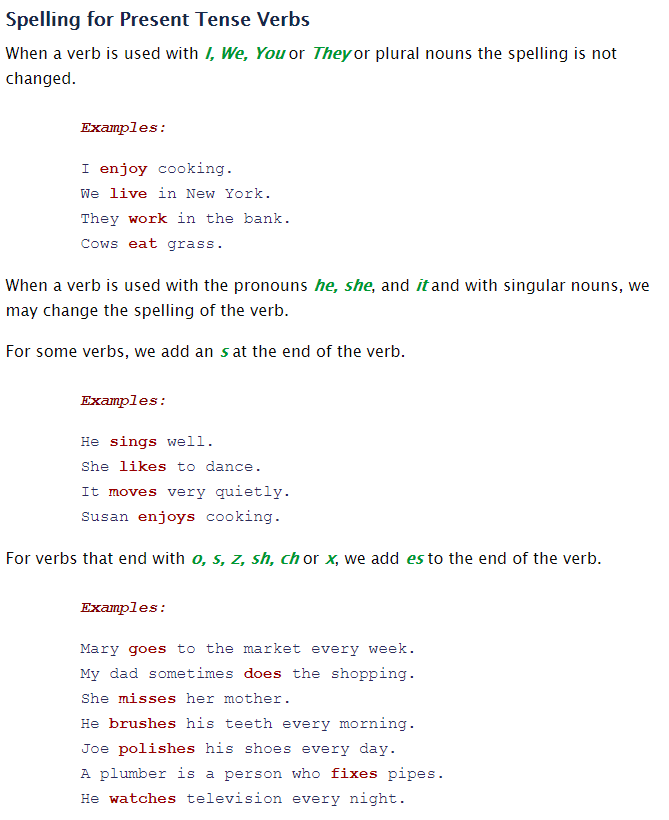 Spelling for Present Tense Verbs
When a verb is used with I, We, You or They or plural nouns the spelling is not
changed.
Examples:
I enjoy cooking.
We live in New York.
They work in the bank.
Cows eat grass.
When a verb is used with the pronouns he, she, and it and with singular nouns, we
may change the spelling of the verb.
For some verbs, we add an s at the end of the verb.
Examples:
He sings well.
She likes to dance.
It moves very quietly.
Susan enjoys cooking.
For verbs that end with o, s, z, sh, ch or x, we add es to the end of the verb.
Examples:
Mary goes to the market every week.
My dad sometimes does the shopping.
She misses her mother.
He brushes his teeth every morning.
Joe polishes his shoes every day.
A plumber is a person who fixes pipes.
He watches television every night.